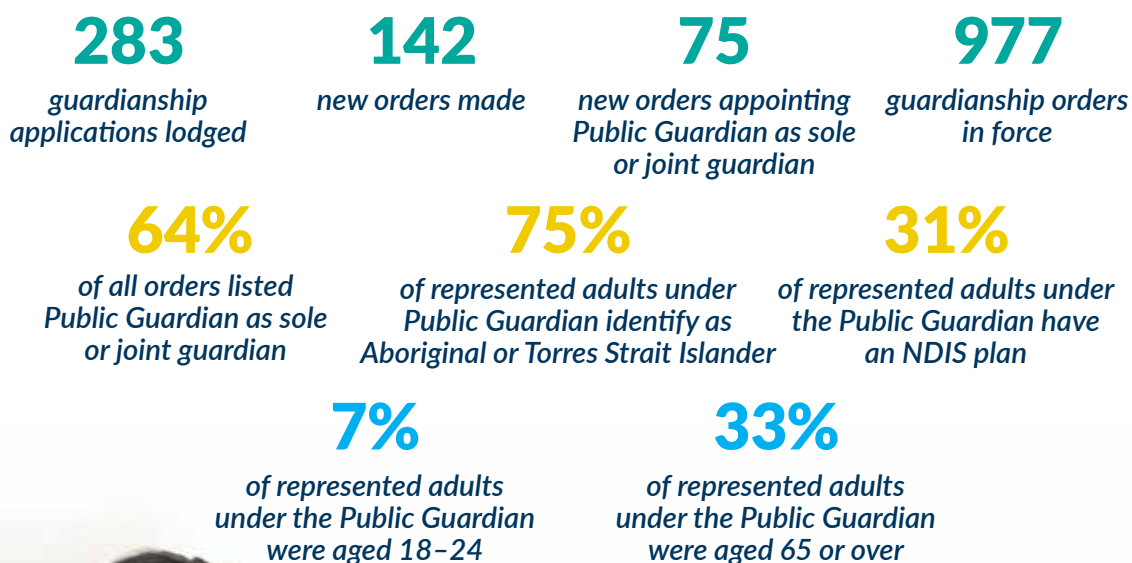 283
guardianship
applications lodged
142
new orders made
75
new orders appointing
Public Guardian as sole
or joint guardian
977
guardianship orders
in force
64%
of all orders listed
Public Guardian as sole
or joint guardian
75%
of represented adults under
Public Guardian identify as
Aboriginal or Torres Strait Islander
31%
of represented adults under
the Public Guardian have
an NDIS plan
7%
of represented adults
under the Public Guardian
were aged 18–24
33%
of represented adults
under the Public Guardian
were aged 65 or over